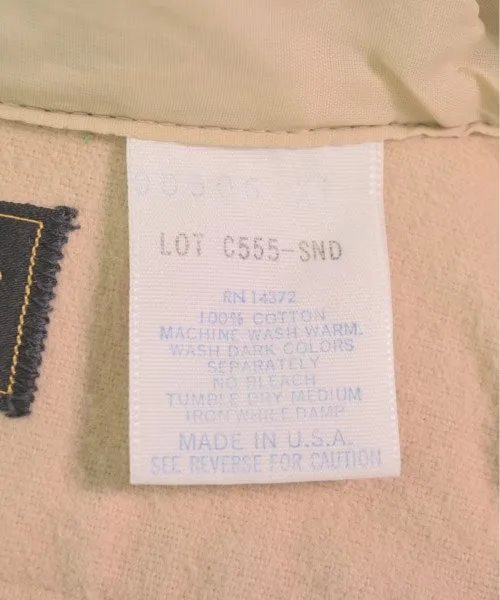 LOT C555-SND
RN 14372
100% COTTON
MACHINE WASH WARM.
WASH DARK COLORS
SEPARATELY
NO BLEACH
TUMBLE DRY MEDIUM
IRON WHILE DAMP
MADE IN U.S.A.
SEE REVERSE FOR CAUTION